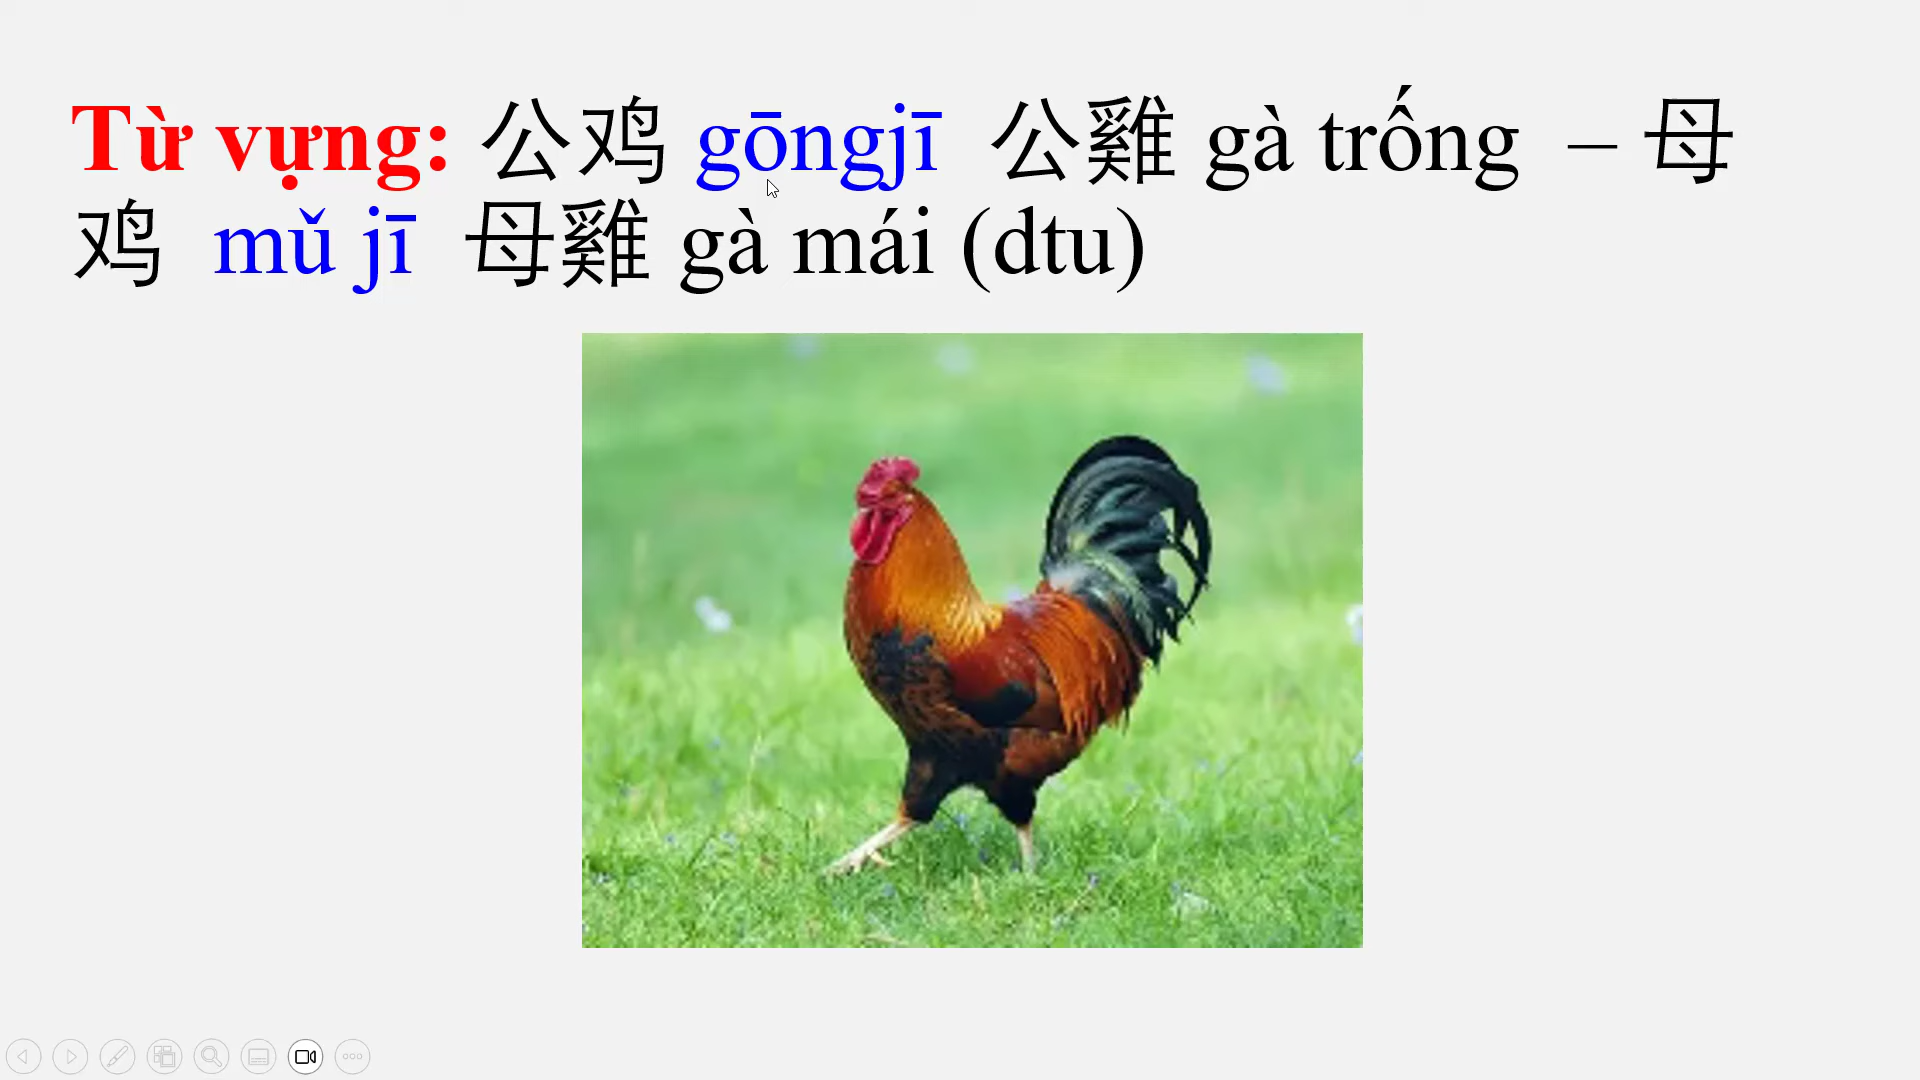 Từ vựng: 公鸡 gōngjī 公雞 gà trống – 母
鸡 mǔ jī 母雞 gà mái (dtu)